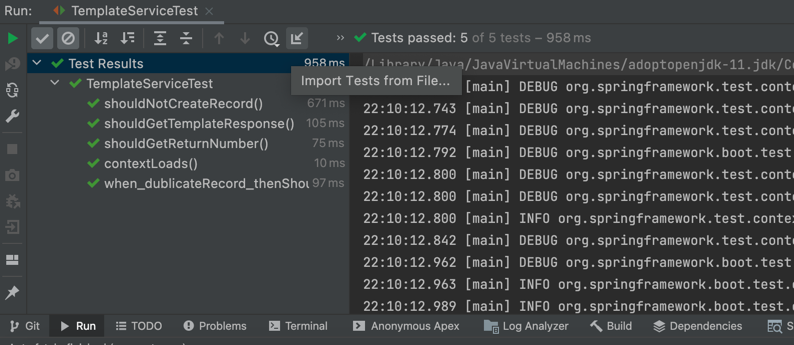 Run: TemplateServiceTest
Tests passed: 5 of 5 tests – 958 ms
Test Results 958 ms
TemplateServiceTest
shouldNotCreateRecord() 671 ms
shouldGetTemplateResponse() 105 ms
shouldGetReturnNumber() 75 ms
contextLoads() 10 ms
when_dublicateRecord_thenShou 97 ms
Import Tests from File...
/Library/Java/JavaVirtualMachines/adoptopenjdk-11.jdk/Co
[main] DEBUG org.springframework.test.conte
22:10:12.743 [main] DEBUG org.springframework.test.conte
22:10:12.774 [main] DEBUG org.springframework.test.conte
22:10:12.792 [main] DEBUG org.springframework.boot.test.
22:10:12.800 [main] DEBUG org.springframework.test.conte
22:10:12.800 [main] DEBUG org.springframework.test.conte
22:10:12.800 [main] INFO org.springframework.test.contex
22:10:12.842 [main] DEBUG org.springframework.test.conte
22:10:12.962 [main] DEBUG org.springframework.boot.test.
22:10:12.963 [main] INFO org.springframework.boot.test.c
22:10:12.989 [main] INFO org.springframework.boot.test.c
Git Run TODO Problems Terminal Anonymous Apex Log Analyzer Build Dependencies S